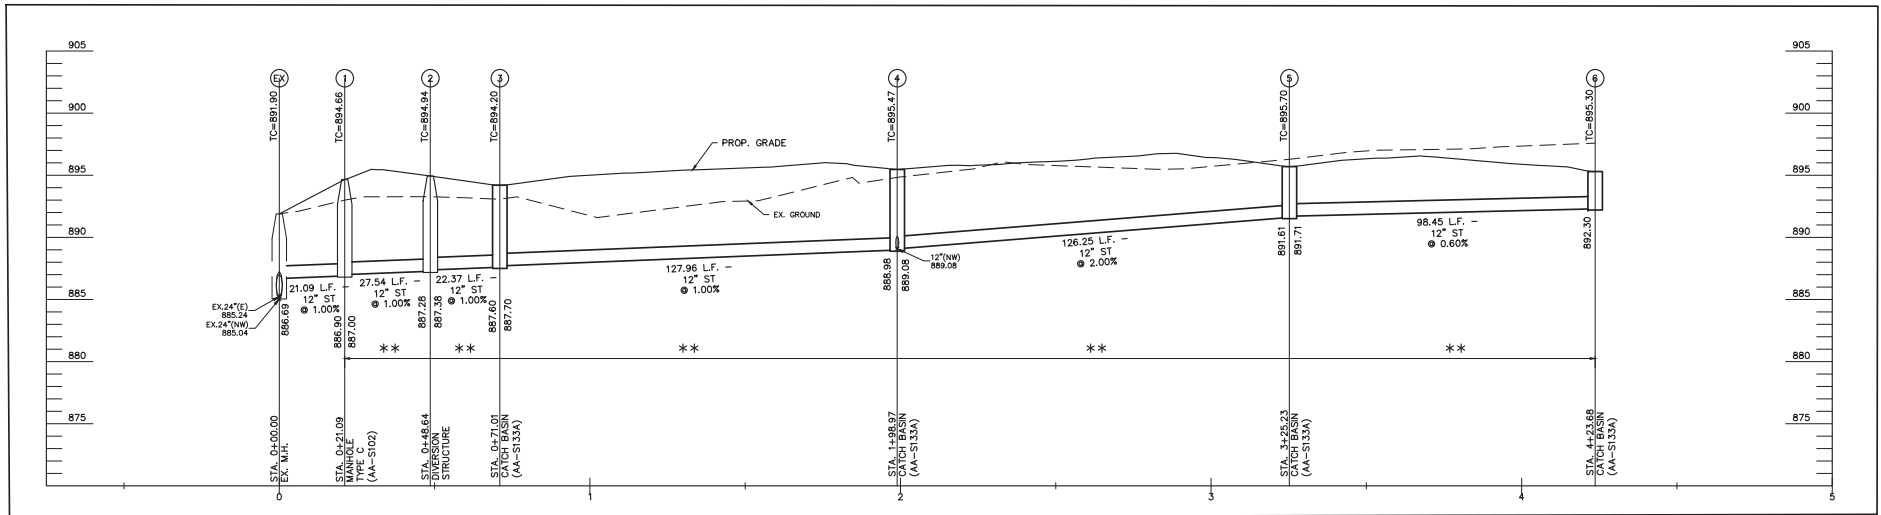 905
900
895
890
885
880
875
EX
1
2
3
4
5
6
905
900
895
890
885
880
875
TC=891.90
TC=894.66
TC=894.94
TC=894.20
TC=895.47
TC=895.70
TC=895.30
PROP. GRADE
EX. GROUND
EX.24"(E)
885.24
EX.24"(NW)
885.04
886.69
21.09 L.F. –
12" ST
@ 1.00%
886.90
887.00
27.54 L.F. –
12" ST
@ 1.00%
887.28
887.38
22.37 L.F. –
12" ST
@ 1.00%
887.60
887.70
127.96 L.F. –
12" ST
@ 1.00%
888.98
889.08
12"(NW)
889.08
126.25 L.F. –
12" ST
@ 2.00%
891.61
891.71
98.45 L.F. –
12" ST
@ 0.60%
892.30
** ** ** ** **
STA. 0+00.00
EX. M.H.
STA. 0+21.09
MANHOLE
TYPE C
(AA–S102)
STA. 0+48.64
DIVERSION
STRUCTURE
STA. 0+71.01
CATCH BASIN
(AA–S133A)
STA. 1+98.97
CATCH BASIN
(AA–S133A)
STA. 3+25.23
CATCH BASIN
(AA–S133A)
STA. 4+23.68
CATCH BASIN
(AA–S133A)
0 1 2 3 4 5